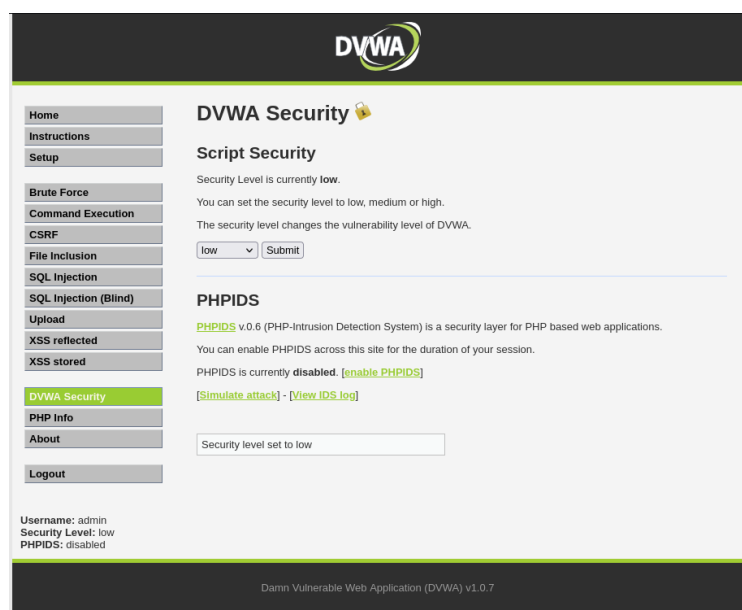 DVWA
Home
Instructions
Setup
Brute Force
Command Execution
CSRF
File Inclusion
SQL Injection
SQL Injection (Blind)
Upload
XSS reflected
XSS stored
DVWA Security
PHP Info
About
Logout
Username: admin
Security Level: low
PHPIDS: disabled
DVWA Security
Script Security
Security Level is currently low.
You can set the security level to low, medium or high.
The security level changes the vulnerability level of DVWA.
low Submit
PHPIDS
PHPIDS v.0.6 (PHP-Intrusion Detection System) is a security layer for PHP based web applications.
You can enable PHPIDS across this site for the duration of your session.
PHPIDS is currently disabled. [enable PHPIDS]
[Simulate attack] - [View IDS log]
Security level set to low
Damn Vulnerable Web Application (DVWA) v1.0.7